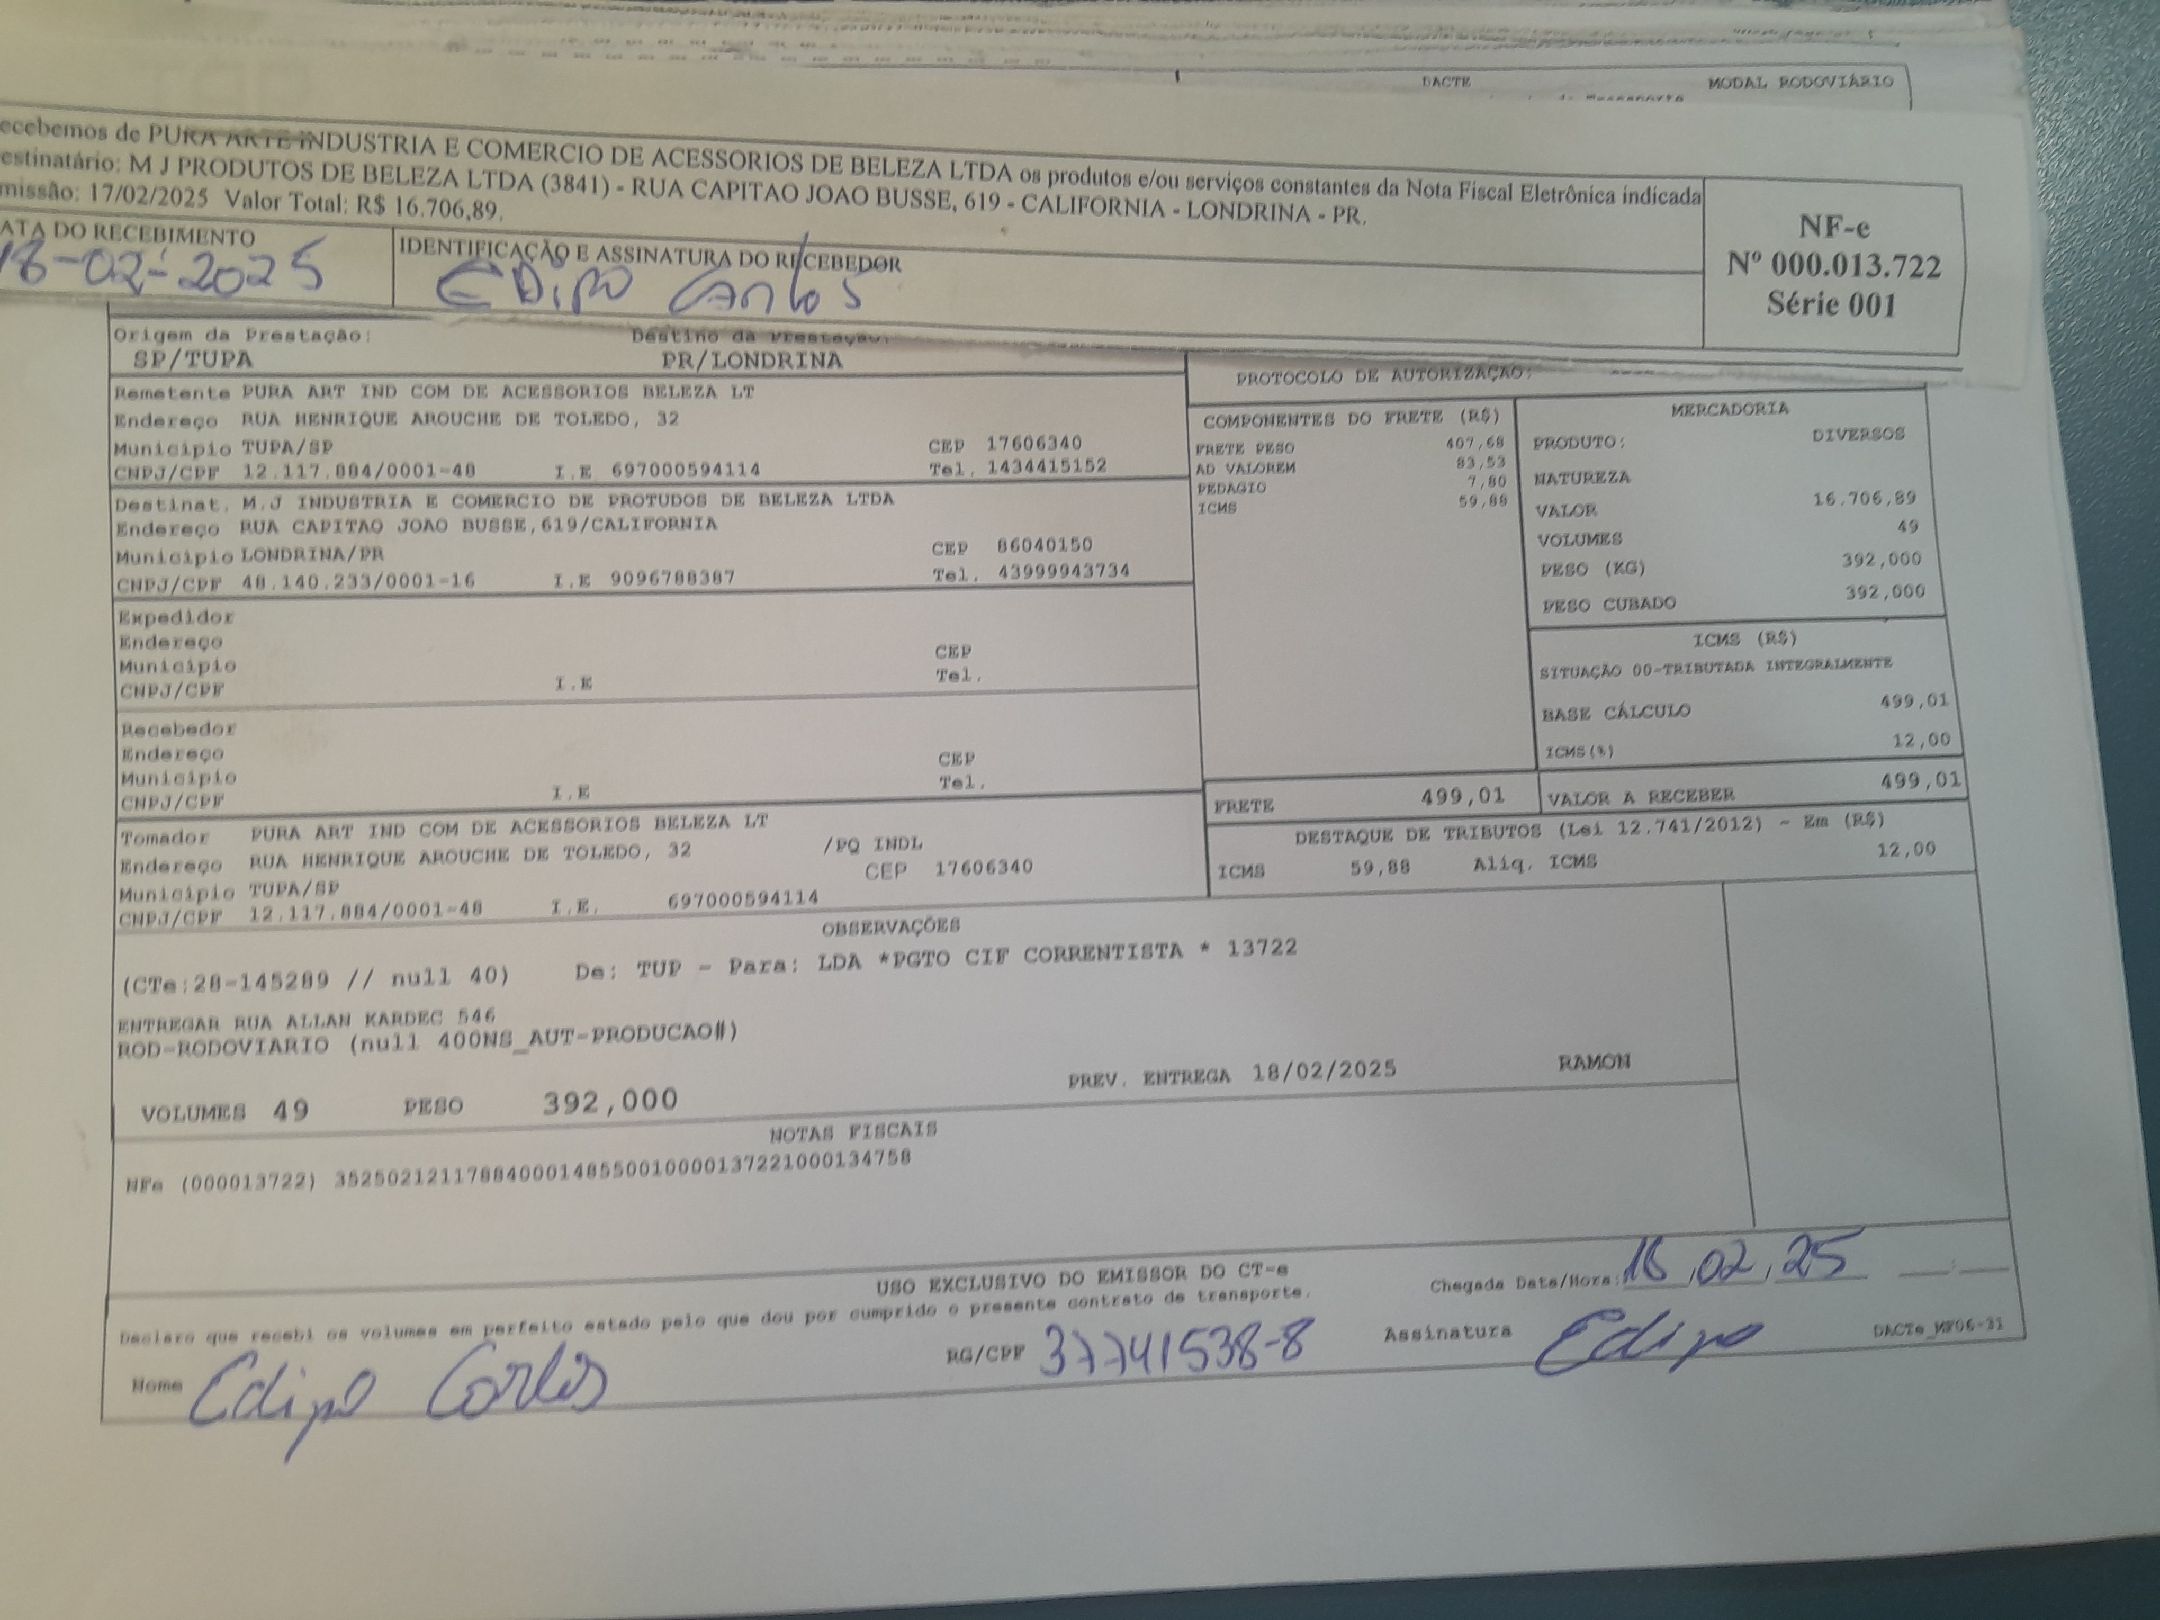 DACTE MODAL RODOVIÁRIO
ecebemos de PURA ARTE INDUSTRIA E COMERCIO DE ACESSORIOS DE BELEZA LTDA os produtos e/ou serviços constantes da Nota Fiscal Eletrônica indicada
estinatário: M J PRODUTOS DE BELEZA LTDA (3841) - RUA CAPITAO JOAO BUSSE, 619 - CALIFORNIA - LONDRINA - PR.
missão: 17/02/2025 Valor Total: R$ 16.706,89.
ATA DO RECEBIMENTO
18-02-2025
IDENTIFICAÇÃO E ASSINATURA DO RECEBEDOR
EDipo Carlos
NF-e
Nº 000.013.722
Série 001
Origem da Prestação: Destino da Prestação:
SP/TUPA PR/LONDRINA
Remetente PURA ART IND COM DE ACESSORIOS BELEZA LT
Endereço RUA HENRIQUE AROUCHE DE TOLEDO, 32
Município TUPA/SP CEP 17606340
CNPJ/CPF 12.117.884/0001-48 I.E 697000594114 Tel. 1434415152
Destinat. M.J INDUSTRIA E COMERCIO DE PROTUDOS DE BELEZA LTDA
Endereço RUA CAPITAO JOAO BUSSE,619/CALIFORNIA
Município LONDRINA/PR CEP 86040150
CNPJ/CPF 48.140.233/0001-16 I.E 9096788387 Tel. 43999943734
Expedidor
Endereço
Município CEP
CNPJ/CPF I.E Tel.
Recebedor
Endereço
Município CEP
CNPJ/CPF I.E Tel.
Tomador PURA ART IND COM DE ACESSORIOS BELEZA LT
Endereço RUA HENRIQUE AROUCHE DE TOLEDO, 32 /PQ INDL
Município TUPA/SP CEP 17606340
CNPJ/CPF 12.117.884/0001-48 I.E. 697000594114
PROTOCOLO DE AUTORIZAÇÃO:
COMPONENTES DO FRETE (R$)
FRETE PESO 407,68
AD VALOREM 83,53
PEDAGIO 7,80
ICMS 59,88
MERCADORIA
PRODUTO: DIVERSOS
NATUREZA
VALOR 16.706,89
VOLUMES 49
PESO (KG) 392,000
PESO CUBADO 392,000
ICMS (R$)
SITUAÇÃO 00-TRIBUTADA INTEGRALMENTE
BASE CÁLCULO 499,01
ICMS(%) 12,00
FRETE 499,01 VALOR A RECEBER 499,01
DESTAQUE DE TRIBUTOS (Lei 12.741/2012) - Em (R$)
ICMS 59,88 Aliq. ICMS 12,00
OBSERVAÇÕES
(CTe:28-145289 // null 40) De: TUP - Para: LDA *PGTO CIF CORRENTISTA * 13722
ENTREGAR RUA ALLAN KARDEC 546
ROD-RODOVIARIO (null 400NS_AUT-PRODUCAO#)
VOLUMES 49 PESO 392,000 PREV. ENTREGA 18/02/2025 RAMON
NOTAS FISCAIS
NFe (000013722) 35250212117884000148550010000137221000134758
USO EXCLUSIVO DO EMISSOR DO CT-e
Declaro que recebi os volumes em perfeito estado pelo que dou por cumprido o presente contrato de transporte.
Chegada Data/Hora: 18,02,25 :
Nome Edipo Carlos RG/CPF 37741538-8 Assinatura Edipo DACTe_MF06-31